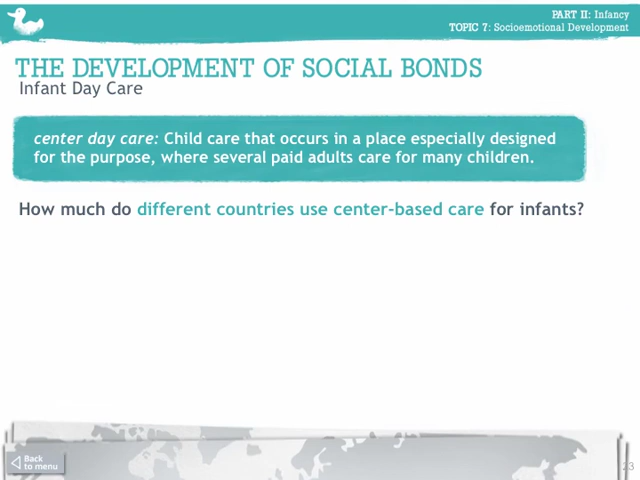 PART II: Infancy
TOPIC 7: Socioemotional Development
THE DEVELOPMENT OF SOCIAL BONDS
Infant Day Care
center day care: Child care that occurs in a place especially designed
for the purpose, where several paid adults care for many children.
How much do different countries use center-based care for infants?
Back
to menu
23